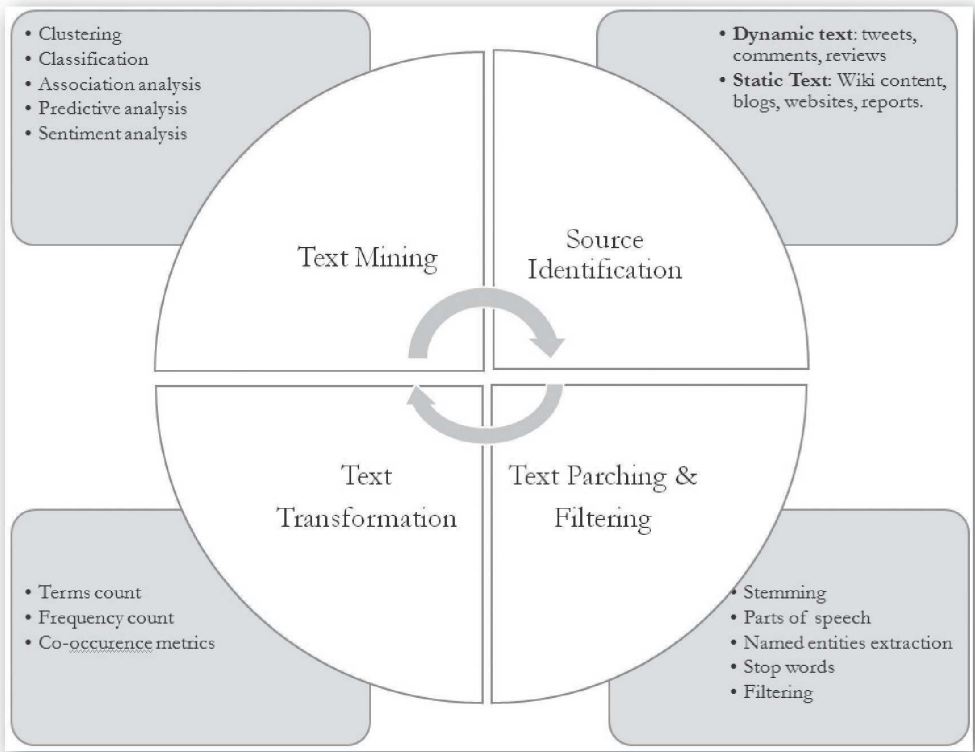 • Clustering
• Classification
• Association analysis
• Predictive analysis
• Sentiment analysis
• Dynamic text: tweets,
comments, reviews
• Static Text: Wiki content,
blogs, websites, reports.
Text Mining
Source
Identification
Text
Transformation
Text Parching &
Filtering
• Terms count
• Frequency count
• Co-occurence metrics
• Stemming
• Parts of speech
• Named entities extraction
• Stop words
• Filtering